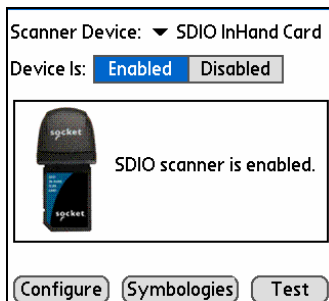 Scanner Device: SDIO InHand Card
Device Is: Enabled Disabled
socket
SDIO scanner is enabled.
socket
Configure Symbologies Test